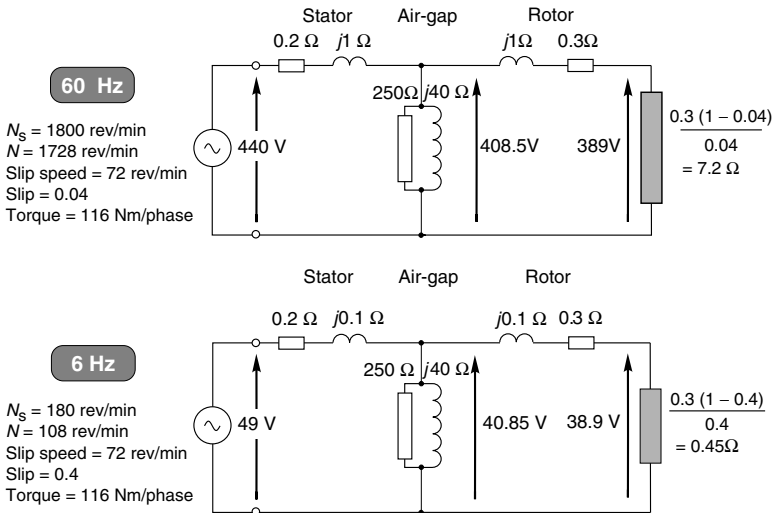 Stator Air-gap Rotor
0.2 Ω j1 Ω j1Ω 0.3Ω
60 Hz
250Ω j40 Ω
Ns = 1800 rev/min
N = 1728 rev/min
Slip speed = 72 rev/min
Slip = 0.04
Torque = 116 Nm/phase
440 V 408.5V 389V
0.3 (1 – 0.04)
0.04
= 7.2 Ω
Stator Air-gap Rotor
0.2 Ω j0.1 Ω j0.1 Ω 0.3 Ω
6 Hz
250 Ω j40 Ω
Ns = 180 rev/min
N = 108 rev/min
Slip speed = 72 rev/min
Slip = 0.4
Torque = 116 Nm/phase
49 V 40.85 V 38.9 V
0.3 (1 – 0.4)
0.4
= 0.45Ω